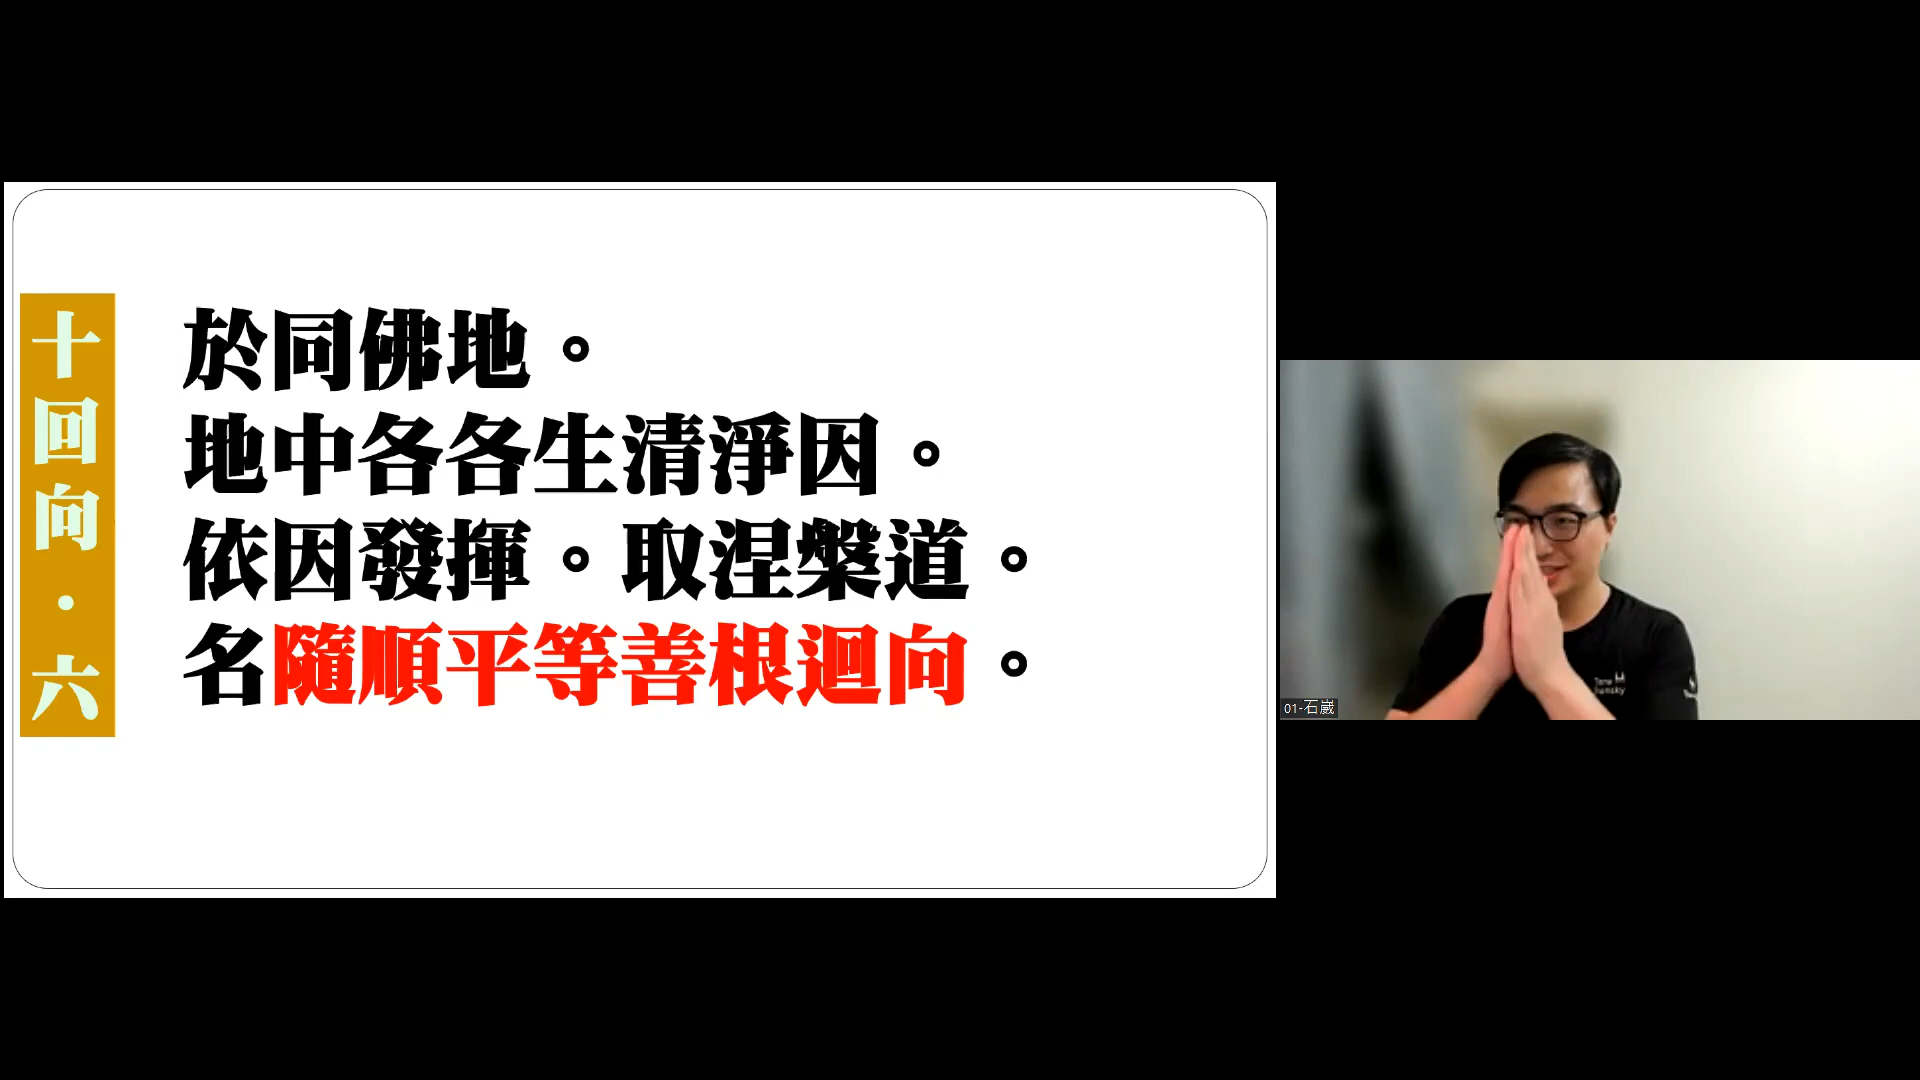 十回向・六
於同佛地。
地中各各生清淨因。
依因發揮。取涅槃道。
名隨順平等善根迴向。
01-石崴